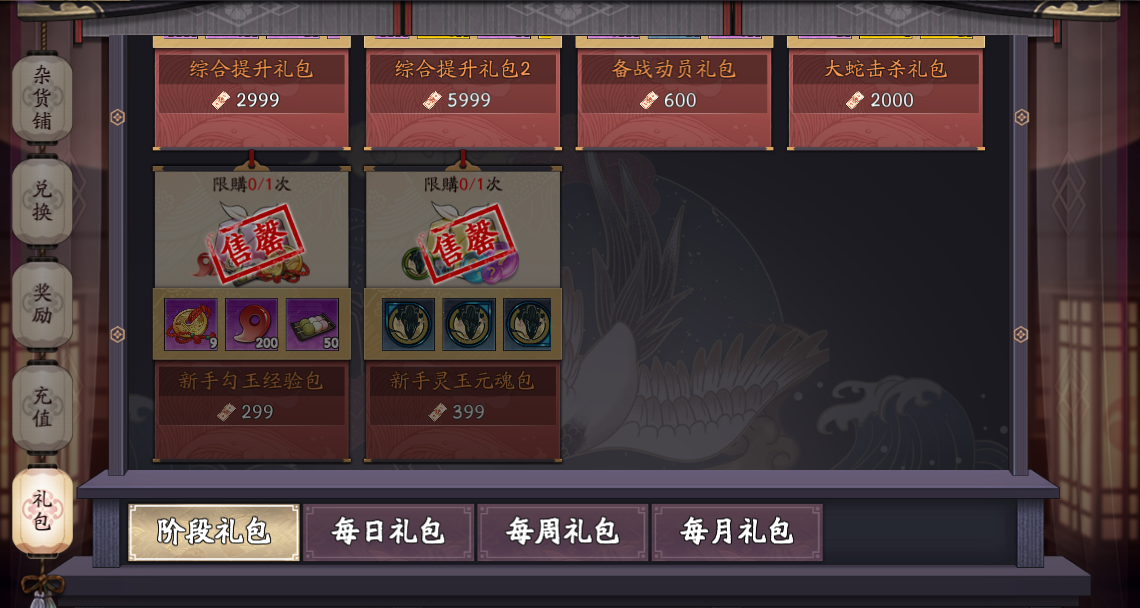 杂货铺
兑换
奖励
充值
礼包
综合提升礼包
2999
综合提升礼包2
5999
备战动员礼包
600
大蛇击杀礼包
2000
限購0/1次
售罄
9
200
50
新手勾玉经验包
299
限購0/1次
售罄
新手灵玉元魂包
399
阶段礼包
每日礼包
每周礼包
每月礼包